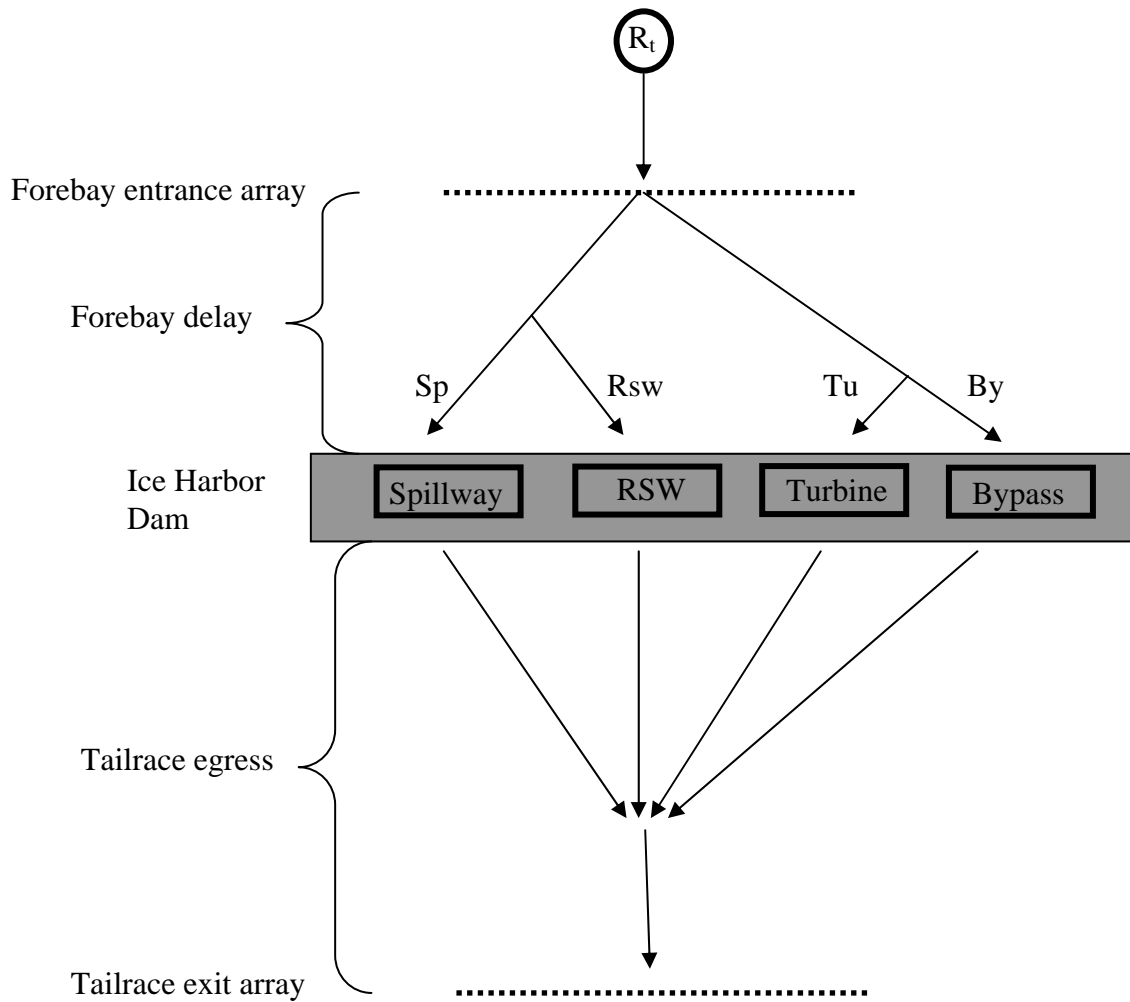 Rt
Forebay entrance array
Forebay delay
Sp
Rsw
Tu
By
Ice Harbor
Dam
Spillway
RSW
Turbine
Bypass
Tailrace egress
Tailrace exit array